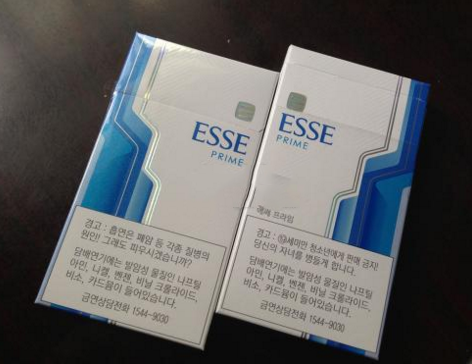 ESSE
PRIME
경고 : 흡연은 폐암 등 각종 질병의
원인! 그래도 피우시겠습니까?
담배연기에는 발암성 물질인 나프틸
아민, 니켈, 벤젠, 비닐 크롤라이드,
비소, 카드뮴이 들어있습니다.
금연상담전화 1544-9030
ESSE
PRIME
에쎄 프라임
경고 : ⑲세미만 청소년에게 판매 금지!
당신의 자녀를 병들게 합니다.
담배연기에는 발암성 물질인 나프틸
아민, 니켈, 벤젠, 비닐 크롤라이드,
비소, 카드뮴이 들어있습니다.
금연상담전화 1544-9030